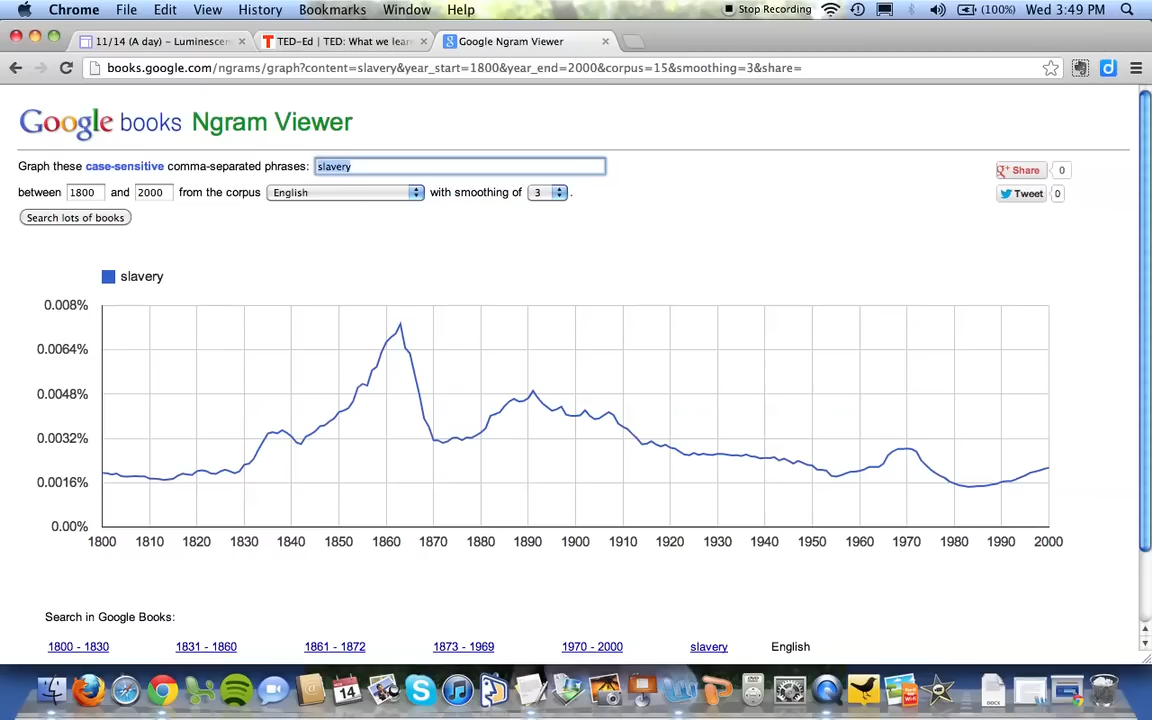 Chrome File Edit View History Bookmarks Window Help Stop Recording (100%) Wed 3:49 PM
11/14 (A day) – Luminescen TED-Ed | TED: What we lear Google Ngram Viewer
books.google.com/ngrams/graph?content=slavery&year_start=1800&year_end=2000&corpus=15&smoothing=3&share=
Google books Ngram Viewer
Graph these case-sensitive comma-separated phrases: slavery
Share 0
between 1800 and 2000 from the corpus English with smoothing of 3 .
Tweet 0
Search lots of books
slavery
0.008%
0.0064%
0.0048%
0.0032%
0.0016%
0.00%
1800 1810 1820 1830 1840 1850 1860 1870 1880 1890 1900 1910 1920 1930 1940 1950 1960 1970 1980 1990 2000
Search in Google Books:
1800 - 1830 1831 - 1860 1861 - 1872 1873 - 1969 1970 - 2000 slavery English
14
DOCX